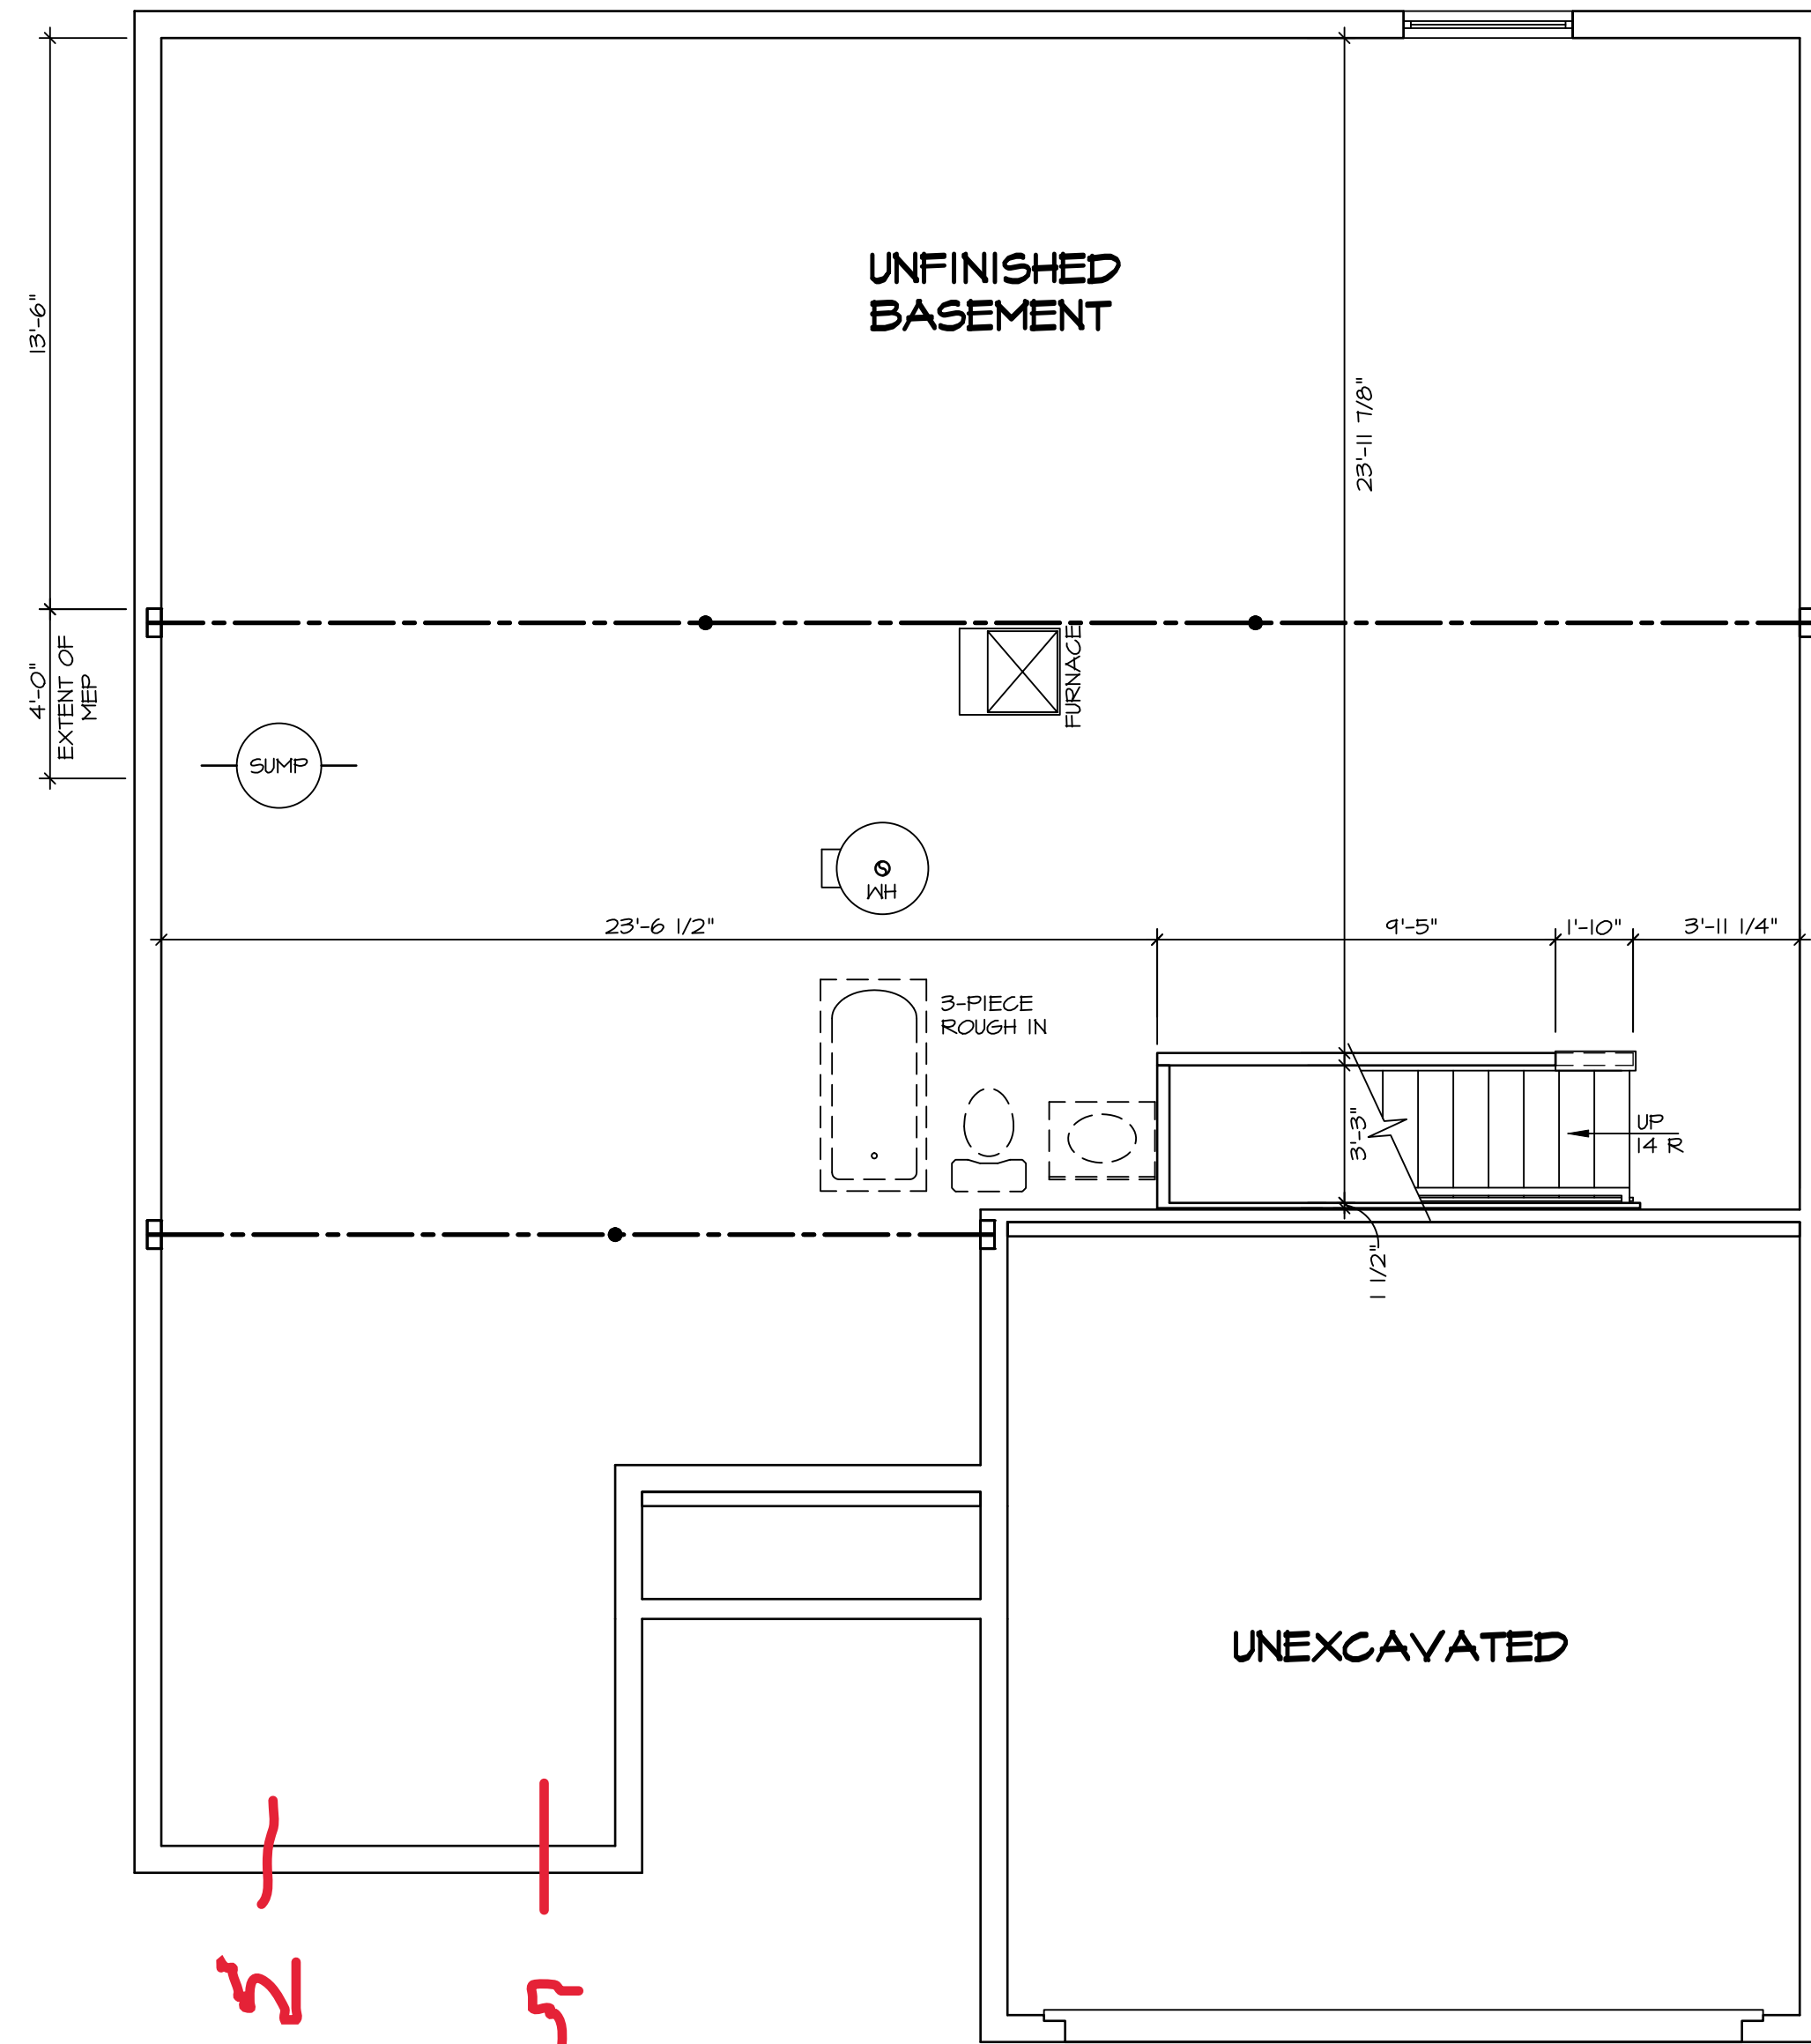 UNFINISHED
BASEMENT
13'-6"
23'-11 7/8"
4'-0"
EXTENT OF
MEP
FURNACE
SUMP
WH
23'-6 1/2"
9'-5"
1'-10"
3'-11 1/4"
3-PIECE
ROUGH IN
3'-3"
UP
14 R
1 1/2"
UNEXCAVATED